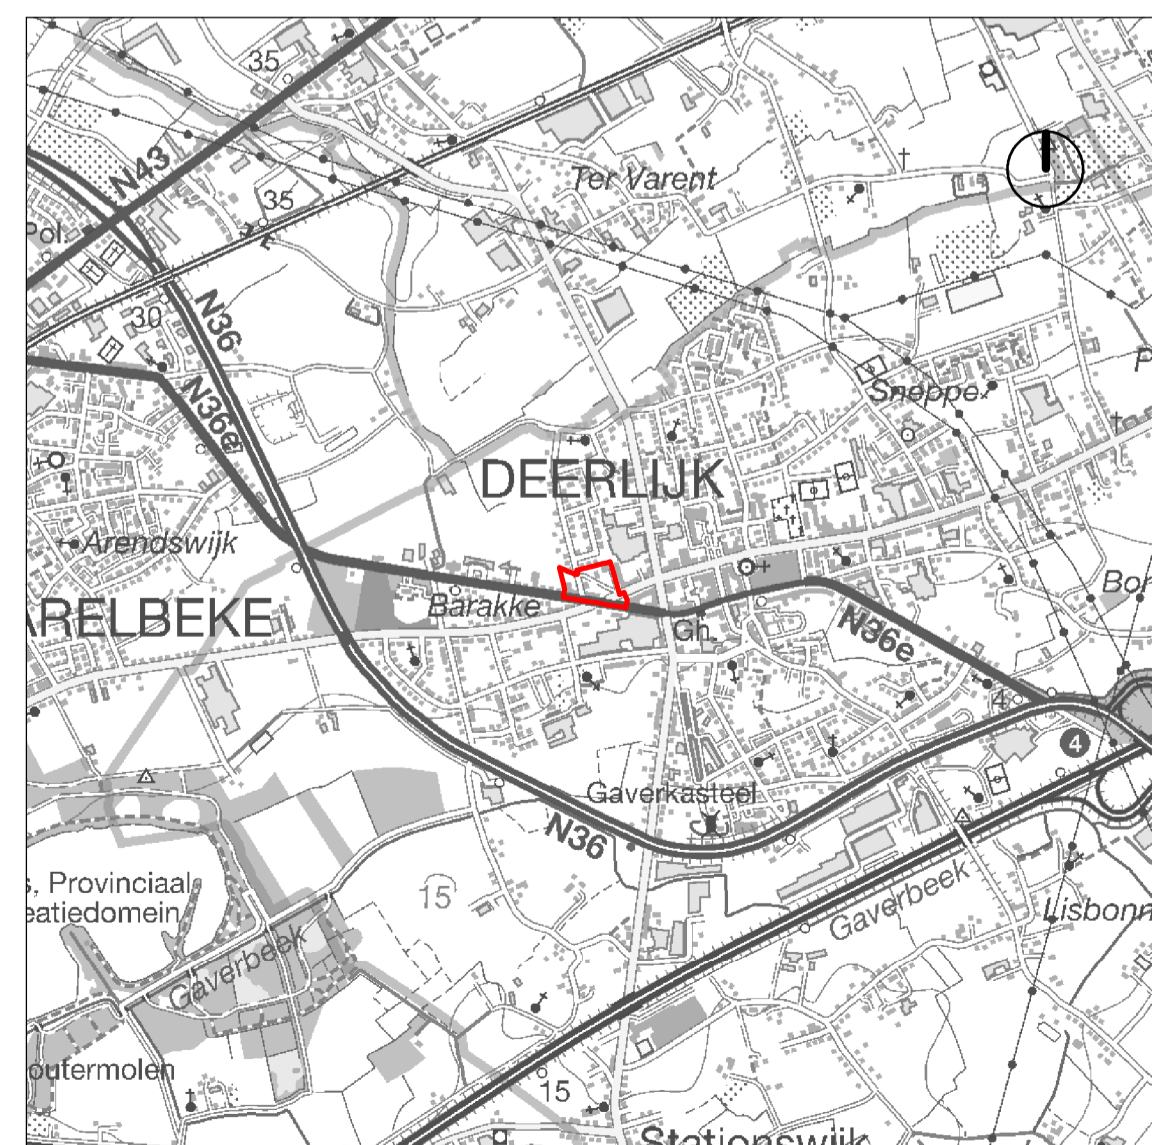 35
N43
Ter Varent
35
Pol.
N36
30
Sneppe
N36e
DEERLIJK
Arendswijk
Barakke
ARELBEKE
Gh.
N36e
4
4
Gaverkasteel
N36
s, Provinciaal
eatiedomein
15
Gaverbeek
Lisbonn
Gaverbeek
outermolen
15
Stationswijk